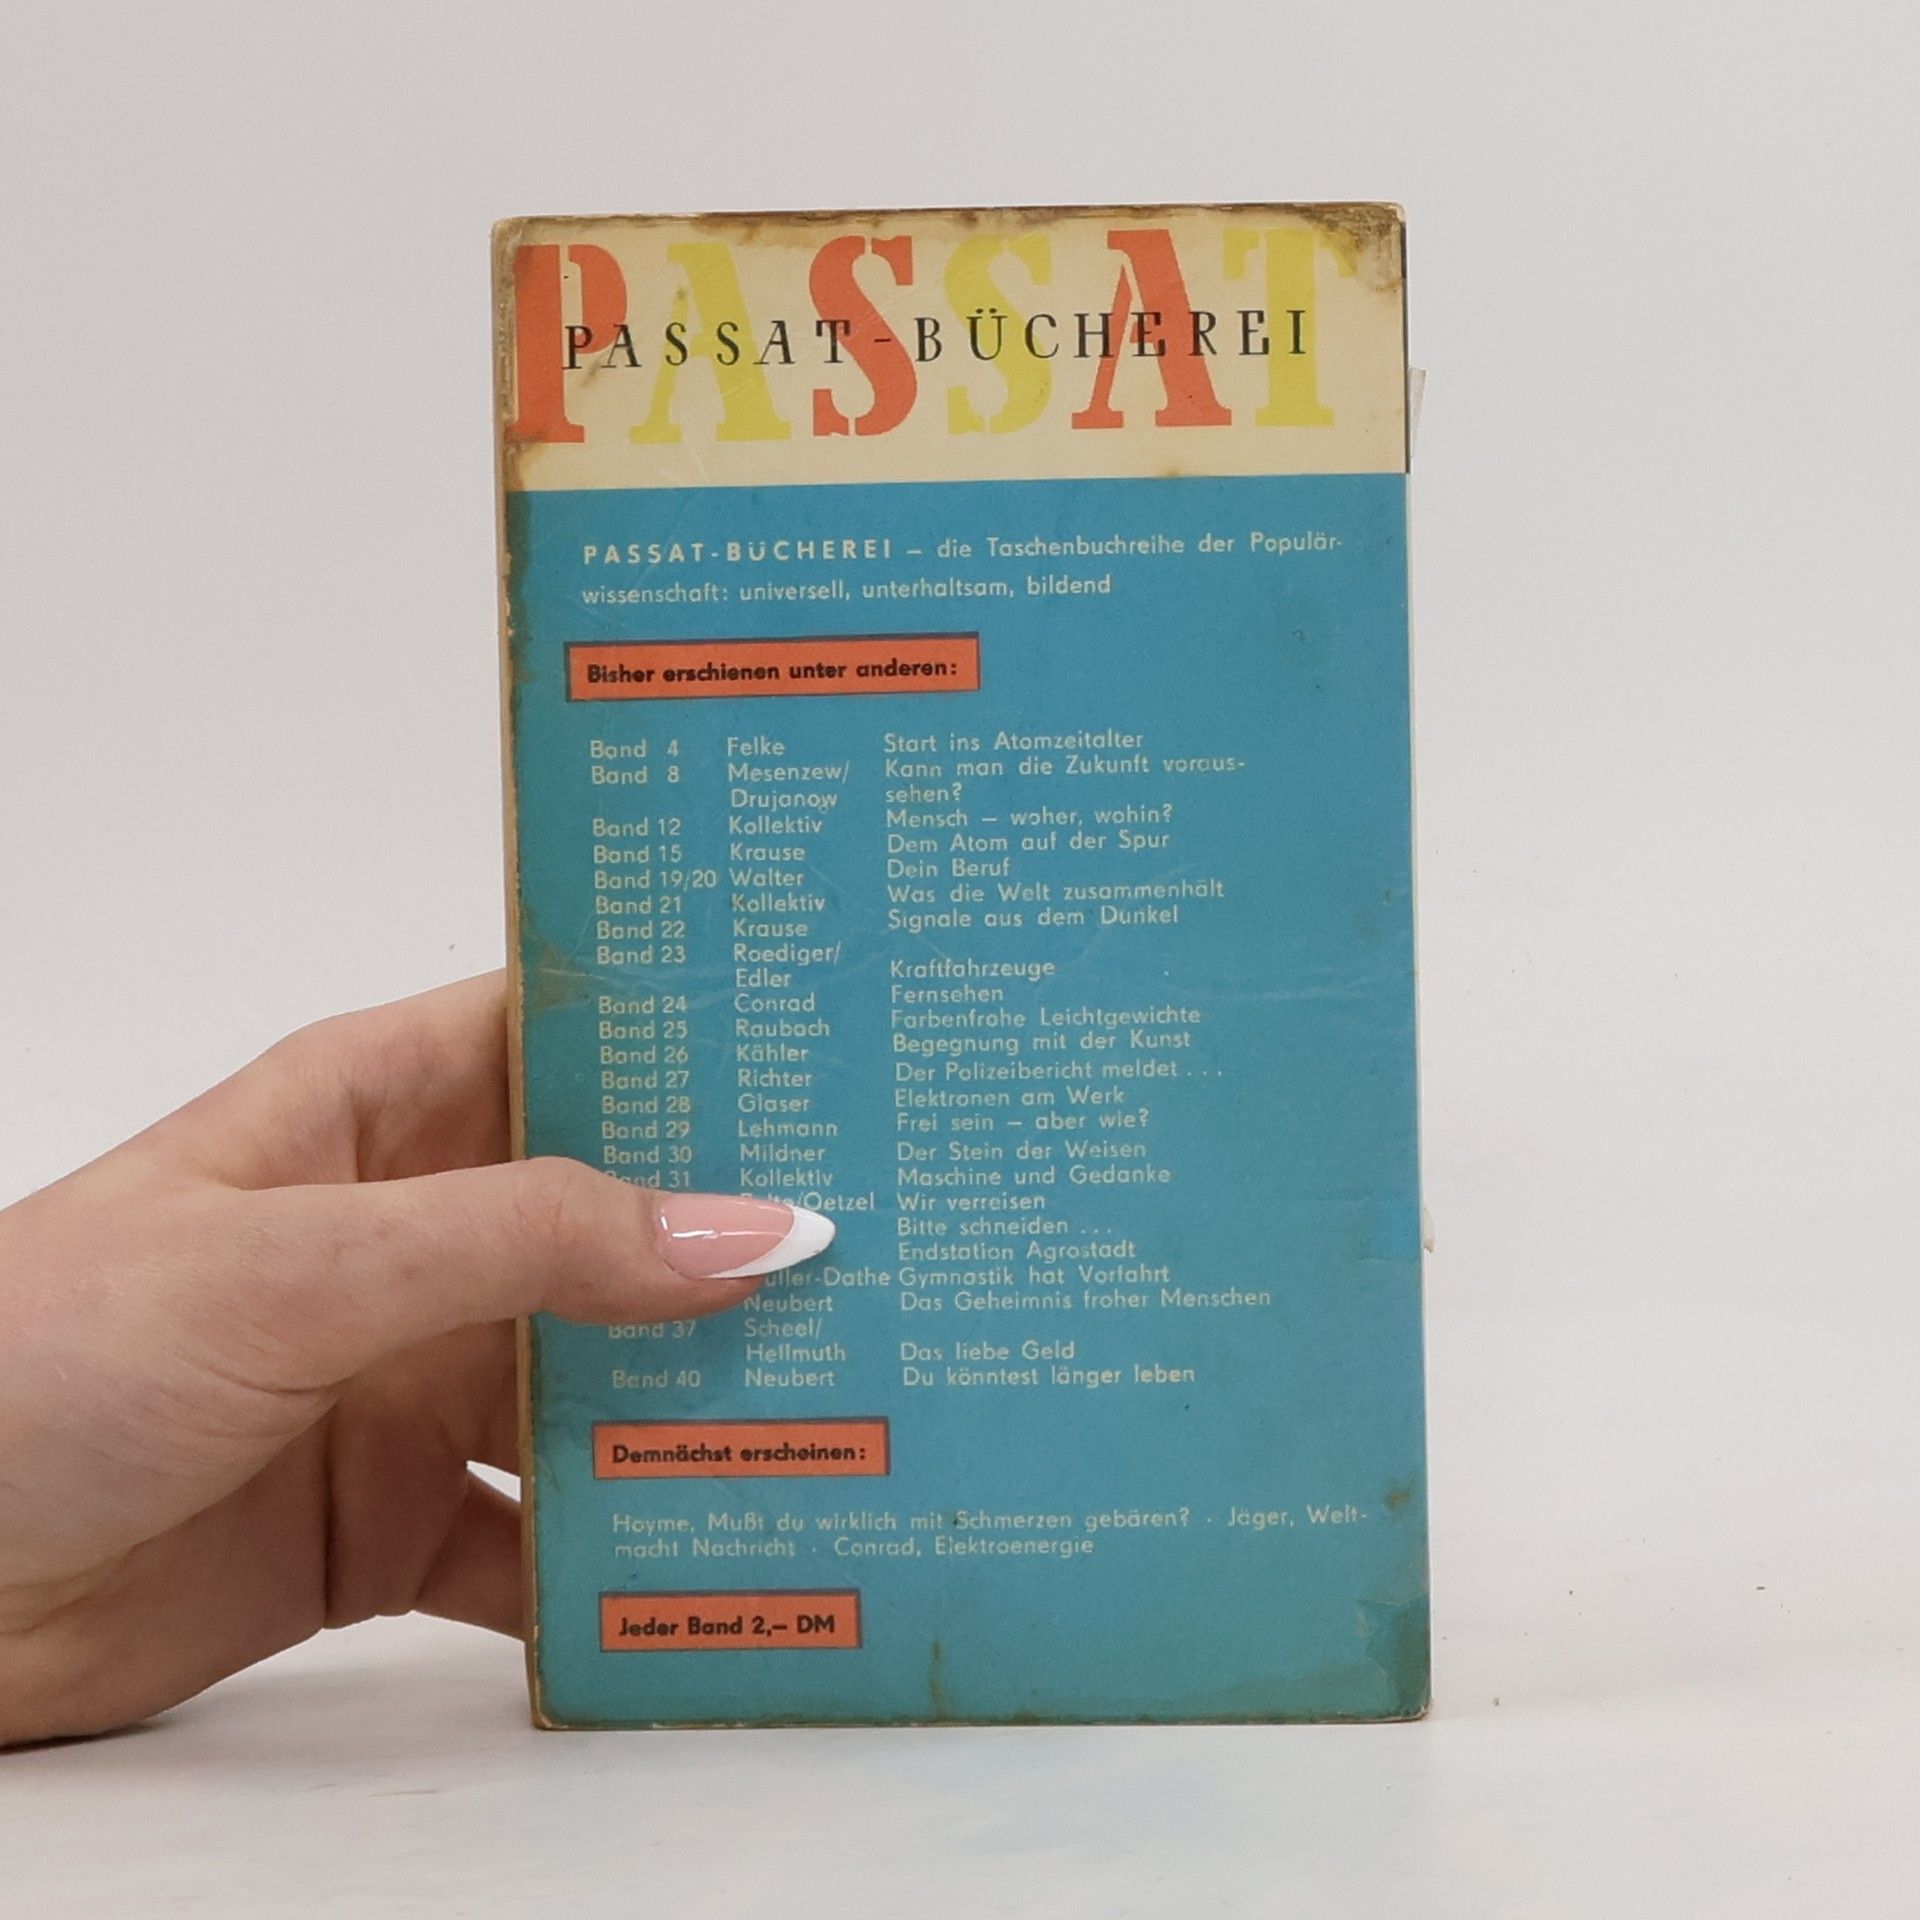 PASSAT
PASSAT-BÜCHEREI
PASSAT-BÜCHEREI – die Taschenbuchreihe der Populär-
wissenschaft: universell, unterhaltsam, bildend
Bisher erschienen unter anderen:
Band 4 Felke Start ins Atomzeitalter
Band 8 Mesenzew/ Kann man die Zukunft voraus-
Drujanow sehen?
Band 12 Kollektiv Mensch – woher, wohin?
Band 15 Krause Dem Atom auf der Spur
Band 19/20 Walter Dein Beruf
Band 21 Kollektiv Was die Welt zusammenhält
Band 22 Krause Signale aus dem Dunkel
Band 23 Roediger/
Edler Kraftfahrzeuge
Band 24 Conrad Fernsehen
Band 25 Raubach Farbenfrohe Leichtgewichte
Band 26 Kähler Begegnung mit der Kunst
Band 27 Richter Der Polizeibericht meldet . . .
Band 28 Glaser Elektronen am Werk
Band 29 Lehmann Frei sein – aber wie?
Band 30 Mildner Der Stein der Weisen
Band 31 Kollektiv Maschine und Gedanke
/Oetzel Wir verreisen
Bitte schneiden . . .
Endstation Agrostadt
üller-Dathe Gymnastik hat Vorfahrt
Neubert Das Geheimnis froher Menschen
Band 37 Scheel/
Hellmuth Das liebe Geld
Band 40 Neubert Du könntest länger leben
Demnächst erscheinen:
Hoyme, Mußt du wirklich mit Schmerzen gebären? · Jäger, Welt-
macht Nachricht · Conrad, Elektroenergie
Jeder Band 2,– DM